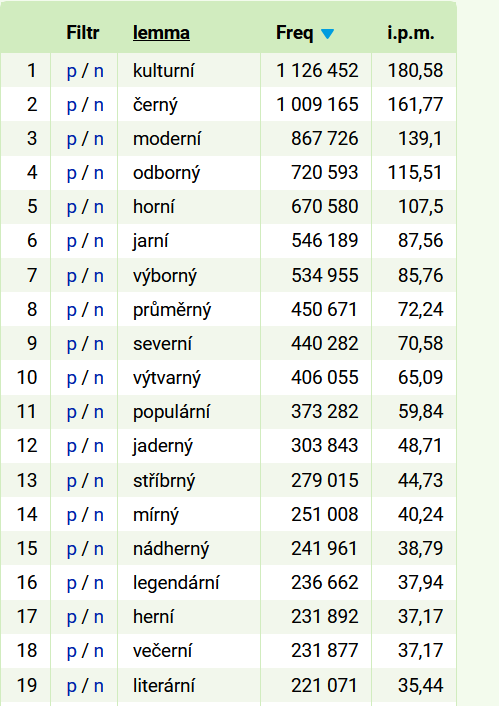 Filtr lemma Freq i.p.m.
1 p / n kulturní 1 126 452 180,58
2 p / n černý 1 009 165 161,77
3 p / n moderní 867 726 139,1
4 p / n odborný 720 593 115,51
5 p / n horní 670 580 107,5
6 p / n jarní 546 189 87,56
7 p / n výborný 534 955 85,76
8 p / n průměrný 450 671 72,24
9 p / n severní 440 282 70,58
10 p / n výtvarný 406 055 65,09
11 p / n populární 373 282 59,84
12 p / n jaderný 303 843 48,71
13 p / n stříbrný 279 015 44,73
14 p / n mírný 251 008 40,24
15 p / n nádherný 241 961 38,79
16 p / n legendární 236 662 37,94
17 p / n herní 231 892 37,17
18 p / n večerní 231 877 37,17
19 p / n literární 221 071 35,44